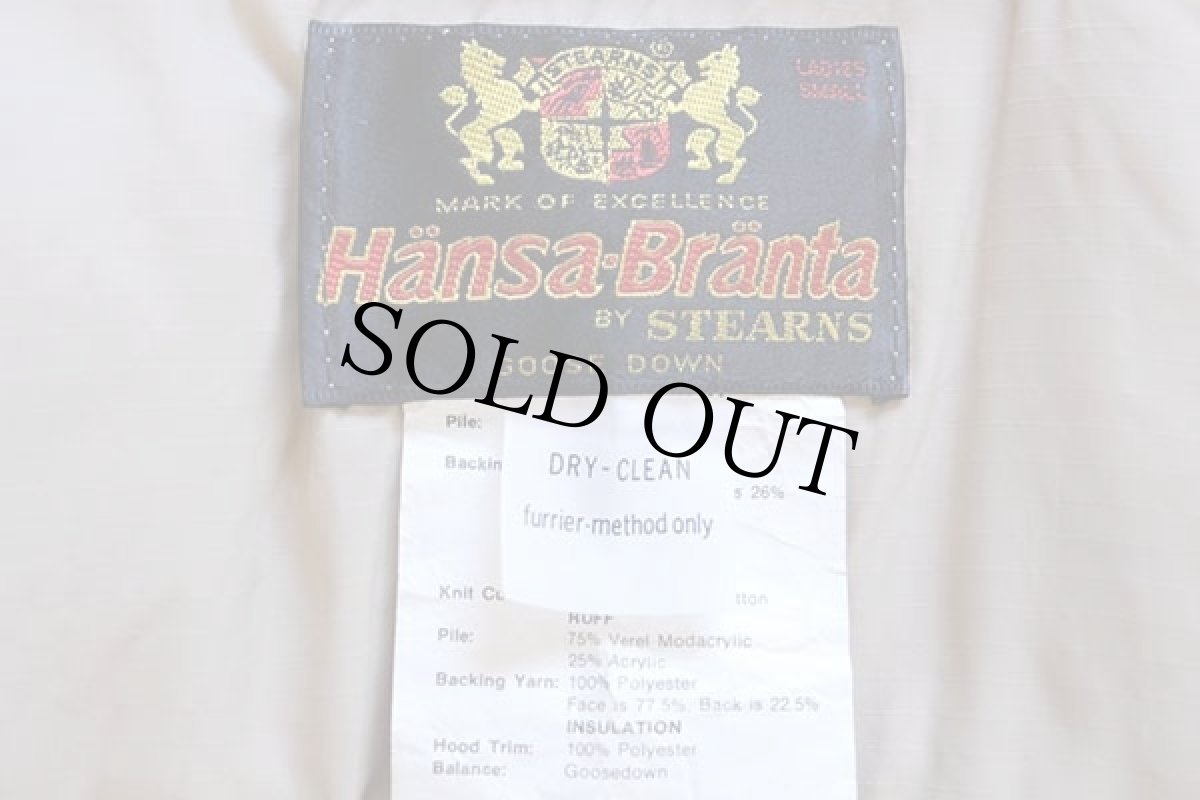 STEARNS ®
LADIES
SMALL
MARK OF EXCELLENCE
Hänsa-Bränta
BY STEARNS
GOOSE DOWN
SOLD OUT
Pile:
DRY-CLEAN
Backin
s 26%
furrier-method only
Knit Cu tton
RUFF
Pile: 75% Verel Modacrylic
25% Acrylic
Backing Yarn: 100% Polyester
Face is 77.5%, Back is 22.5%
INSULATION
Hood Trim: 100% Polyester
Balance: Goosedown